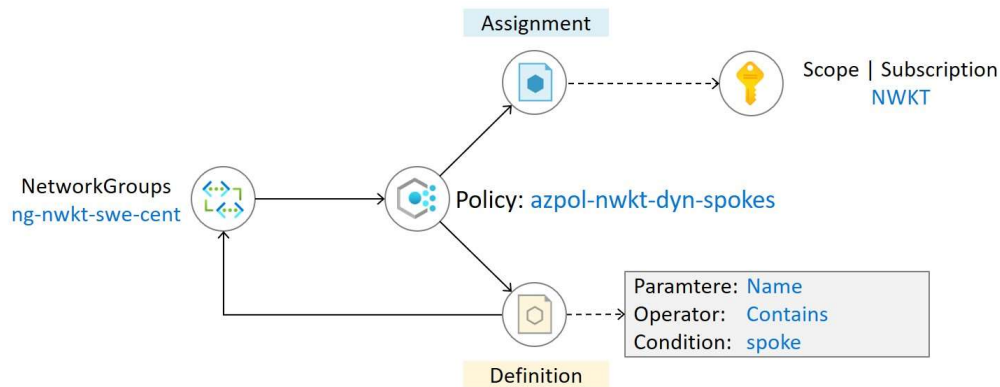 Assignment
Scope | Subscription
NWKT
NetworkGroups
ng-nwkt-swe-cent
Policy: azpol-nwkt-dyn-spokes
Paramtere: Name
Operator: Contains
Condition: spoke
Definition